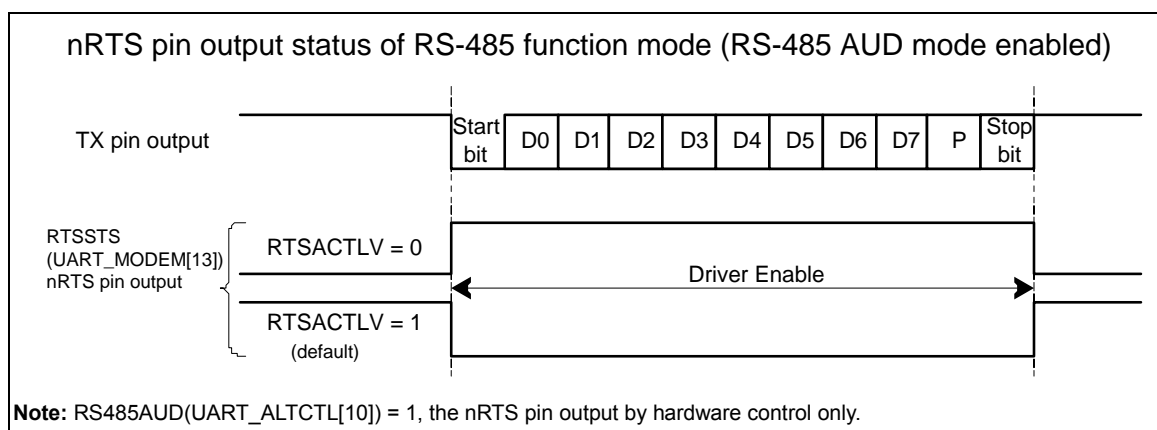 nRTS pin output status of RS-485 function mode (RS-485 AUD mode enabled)
TX pin output
Start bit D0 D1 D2 D3 D4 D5 D6 D7 P Stop bit
RTSSTS
(UART_MODEM[13])
nRTS pin output
RTSACTLV = 0
Driver Enable
RTSACTLV = 1
(default)
Note: RS485AUD(UART_ALTCTL[10]) = 1, the nRTS pin output by hardware control only.